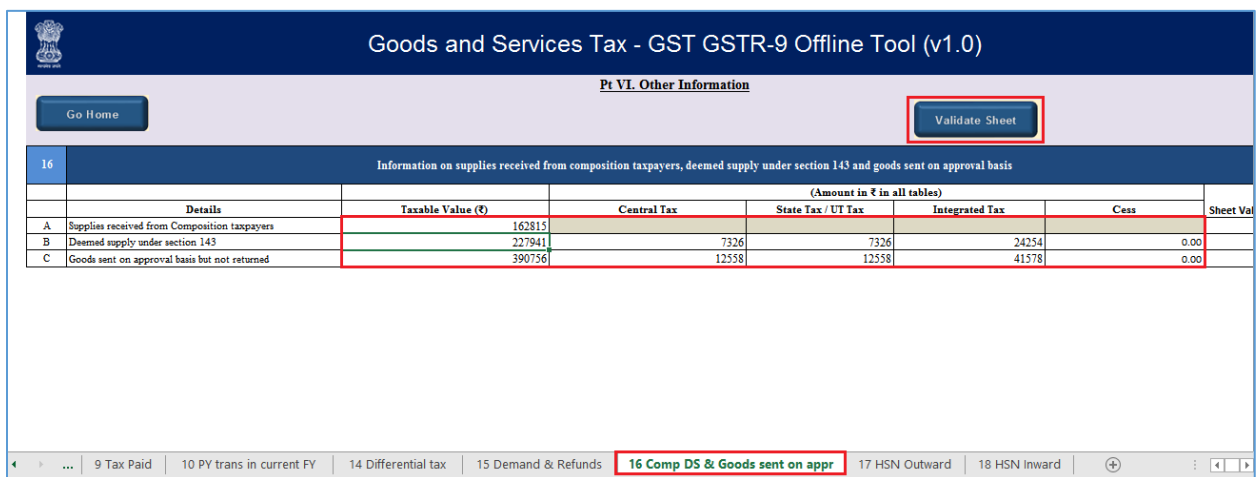 Goods and Services Tax - GST GSTR-9 Offline Tool (v1.0)
Pt VI. Other Information
Go Home
Validate Sheet
16 Information on supplies received from composition taxpayers, deemed supply under section 143 and goods sent on approval basis
(Amount in ₹ in all tables)
Details Taxable Value (₹) Central Tax State Tax / UT Tax Integrated Tax Cess Sheet Val
A Supplies received from Composition taxpayers 162815
B Deemed supply under section 143 227941 7326 7326 24254 0.00
C Goods sent on approval basis but not returned 390756 12558 12558 41578 0.00
... 9 Tax Paid 10 PY trans in current FY 14 Differential tax 15 Demand & Refunds 16 Comp DS & Goods sent on appr 17 HSN Outward 18 HSN Inward